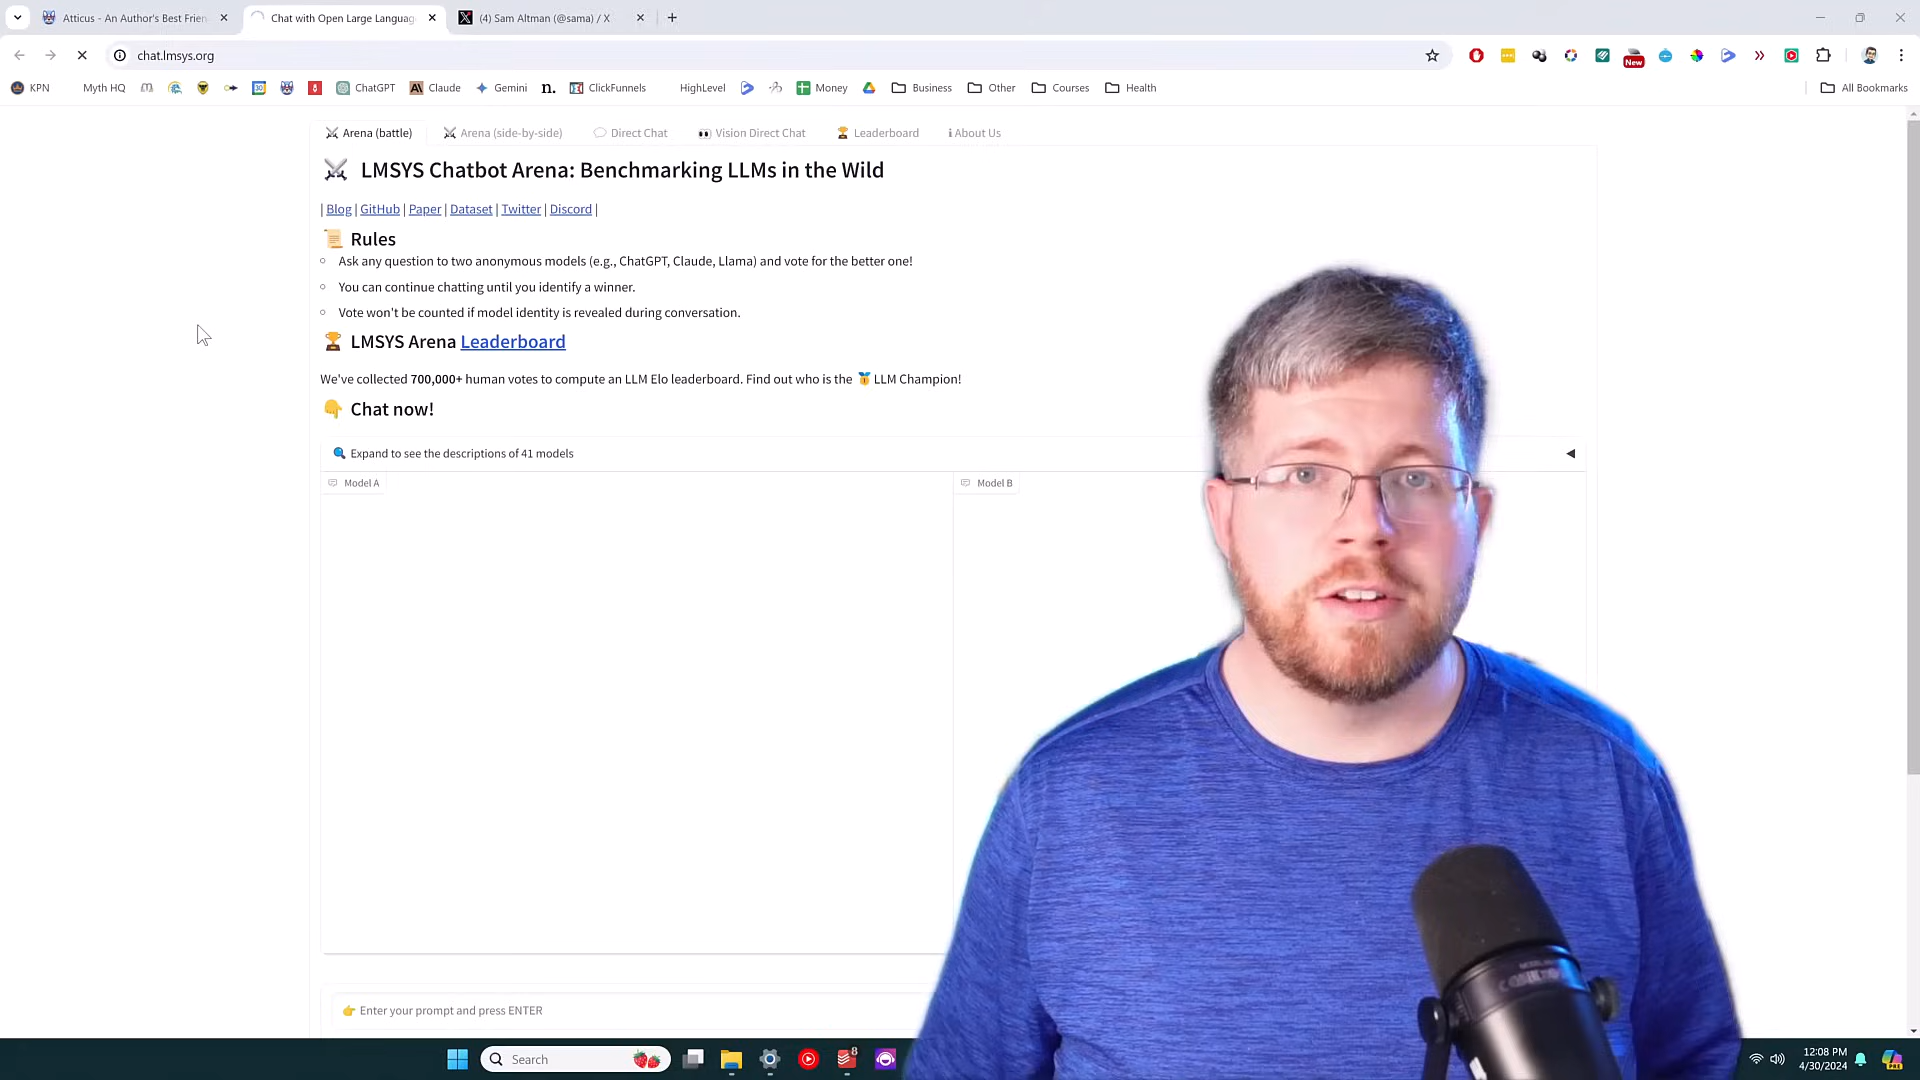 Atticus - An Author's Best Frien
Chat with Open Large Languag
(4) Sam Altman (@sama) / X
chat.lmsys.org
New
KPN
Myth HQ
30
ChatGPT
Claude
Gemini
n.
ClickFunnels
HighLevel
Money
Business
Other
Courses
Health
All Bookmarks
Arena (battle)
Arena (side-by-side)
Direct Chat
Vision Direct Chat
Leaderboard
About Us
LMSYS Chatbot Arena: Benchmarking LLMs in the Wild
| Blog | GitHub | Paper | Dataset | Twitter | Discord |
Rules
Ask any question to two anonymous models (e.g., ChatGPT, Claude, Llama) and vote for the better one!
You can continue chatting until you identify a winner.
Vote won't be counted if model identity is revealed during conversation.
LMSYS Arena Leaderboard
We've collected 700,000+ human votes to compute an LLM Elo leaderboard. Find out who is the 🥇 LLM Champion!
Chat now!
Expand to see the descriptions of 41 models
Model A
Model B
👉 Enter your prompt and press ENTER
Search
8
12:08 PM
4/30/2024